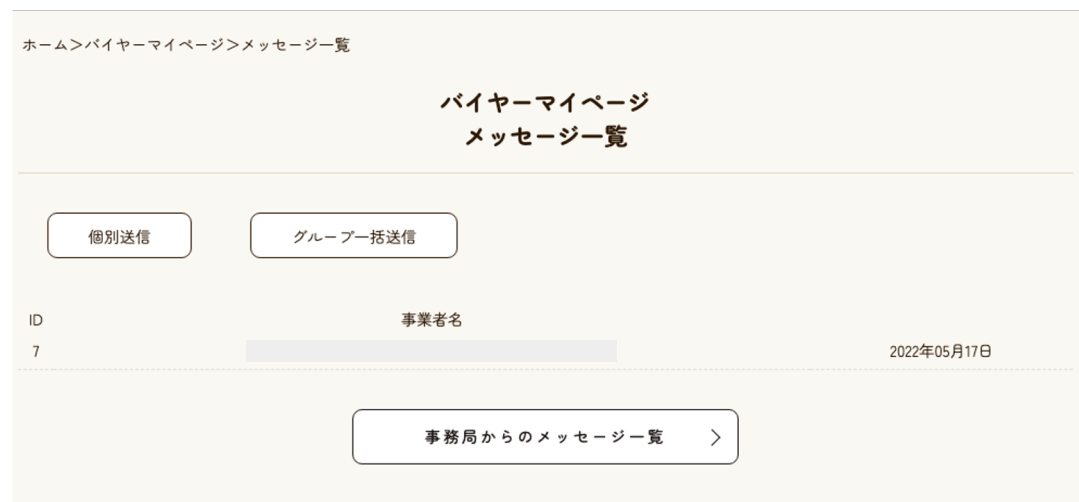 ホーム＞バイヤーマイページ＞メッセージ一覧
バイヤーマイページ
メッセージ一覧
個別送信 グループ一括送信
ID 事業者名
7 2022年05月17日
事務局からのメッセージ一覧